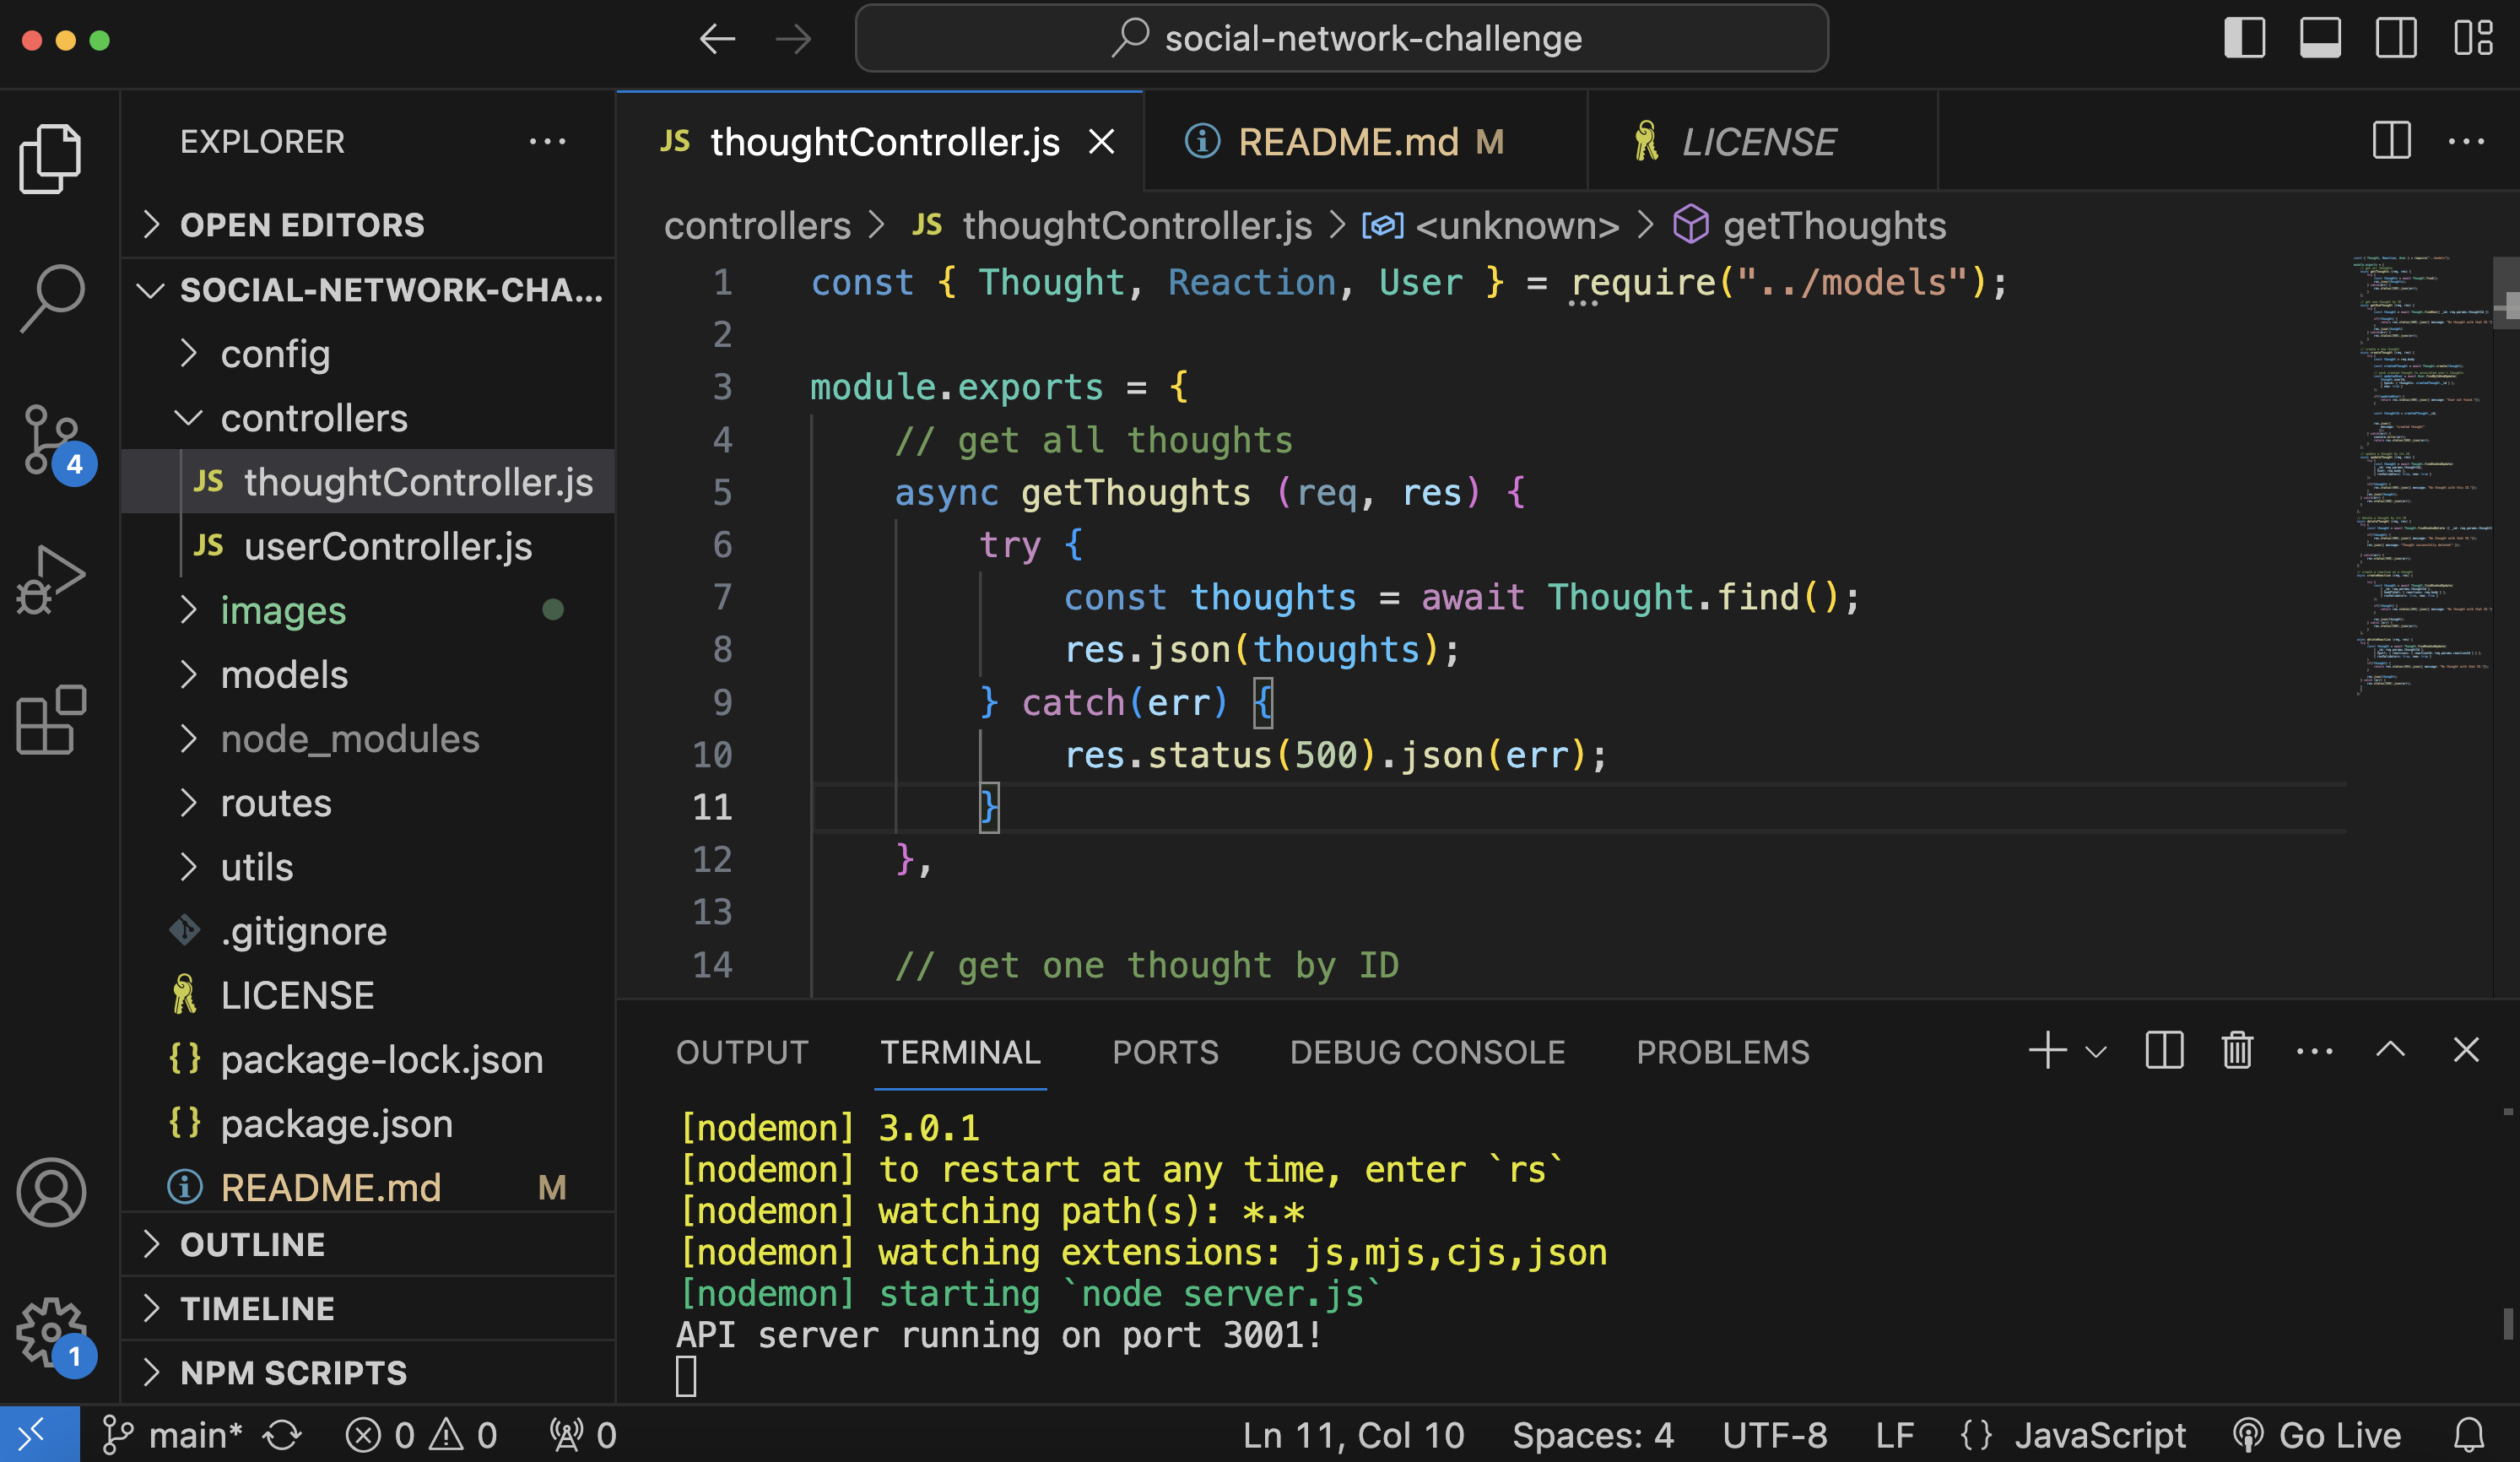 social-network-challenge
EXPLORER
OPEN EDITORS
SOCIAL-NETWORK-CHA...
config
controllers
JS thoughtController.js
JS userController.js
images
models
node_modules
routes
utils
.gitignore
LICENSE
{} package-lock.json
{} package.json
README.md M
OUTLINE
TIMELINE
NPM SCRIPTS
4
1
JS thoughtController.js
README.md M
LICENSE
controllers > JS thoughtController.js > <unknown> > getThoughts
1 const { Thought, Reaction, User } = require("../models");
2
3 module.exports = {
4 // get all thoughts
5 async getThoughts (req, res) {
6 try {
7 const thoughts = await Thought.find();
8 res.json(thoughts);
9 } catch(err) {
10 res.status(500).json(err);
11 }
12 },
13
14 // get one thought by ID
OUTPUT TERMINAL PORTS DEBUG CONSOLE PROBLEMS
[nodemon] 3.0.1
[nodemon] to restart at any time, enter `rs`
[nodemon] watching path(s): *.*
[nodemon] watching extensions: js,mjs,cjs,json
[nodemon] starting `node server.js`
API server running on port 3001!
main* 0 0 0 Ln 11, Col 10 Spaces: 4 UTF-8 LF {} JavaScript Go Live